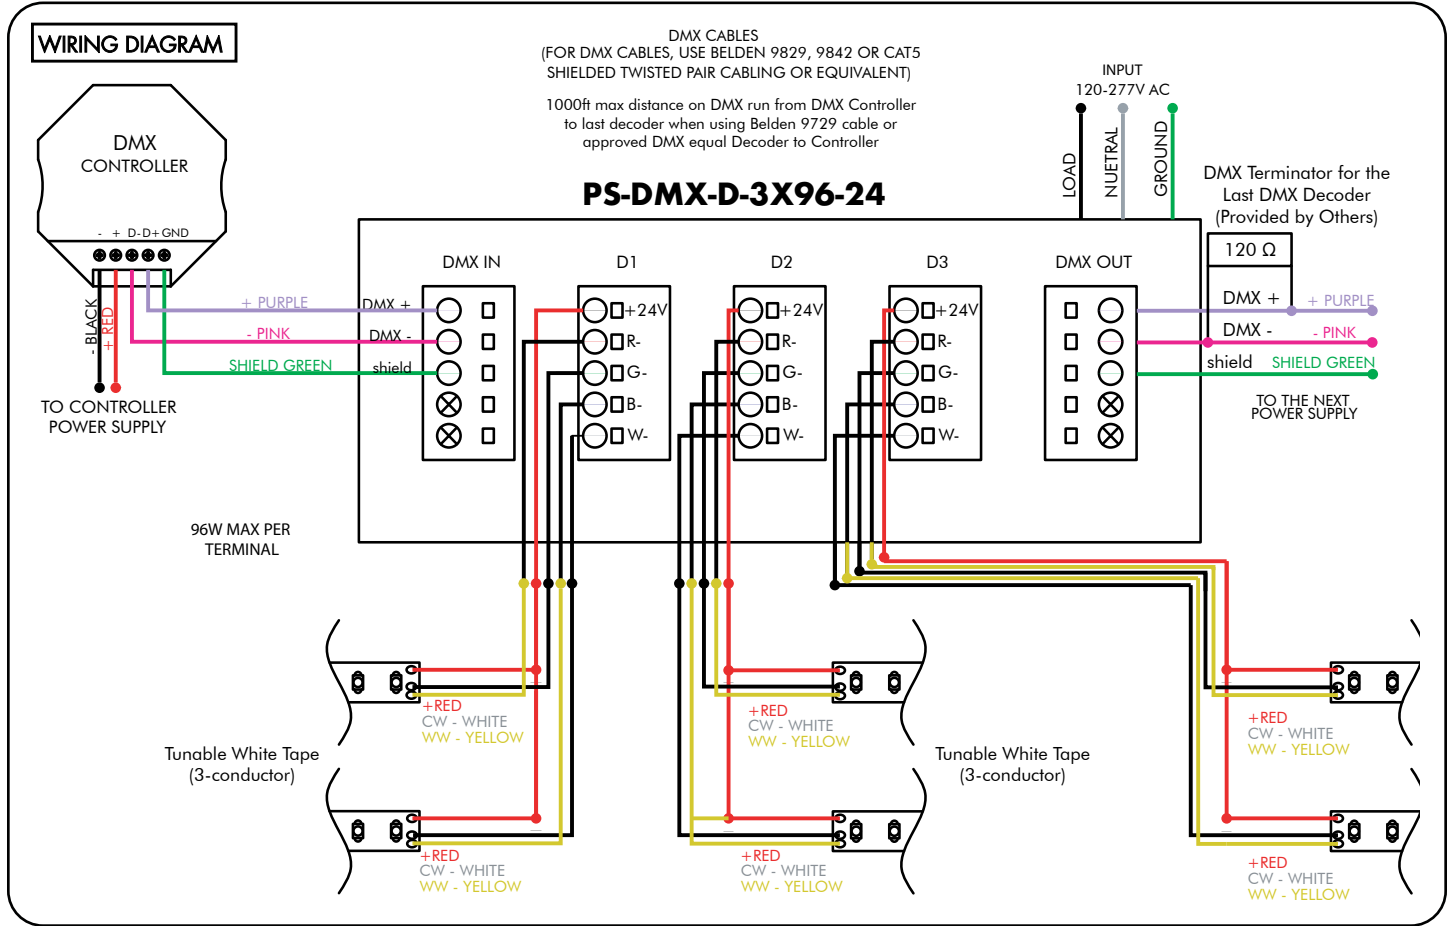 WIRING DIAGRAM
DMX CABLES
(FOR DMX CABLES, USE BELDEN 9829, 9842 OR CAT5
SHIELDED TWISTED PAIR CABLING OR EQUIVALENT)
1000ft max distance on DMX run from DMX Controller
to last decoder when using Belden 9729 cable or
approved DMX equal Decoder to Controller
PS-DMX-D-3X96-24
INPUT
120-277V AC
LOAD
NUETRAL
GROUND
DMX Terminator for the
Last DMX Decoder
(Provided by Others)
120 Ω
DMX
CONTROLLER
- + D- D+ GND
- BLACK
+ RED
TO CONTROLLER
POWER SUPPLY
+ PURPLE
- PINK
SHIELD GREEN
DMX +
DMX -
shield
DMX IN
D1
+24V
R-
G-
B-
W-
D2
+24V
R-
G-
B-
W-
D3
+24V
R-
G-
B-
W-
DMX OUT
DMX +
DMX -
shield
+ PURPLE
- PINK
SHIELD GREEN
TO THE NEXT
POWER SUPPLY
96W MAX PER
TERMINAL
+RED
CW - WHITE
WW - YELLOW
+RED
CW - WHITE
WW - YELLOW
+RED
CW - WHITE
WW - YELLOW
Tunable White Tape
(3-conductor)
Tunable White Tape
(3-conductor)
+RED
CW - WHITE
WW - YELLOW
+RED
CW - WHITE
WW - YELLOW
+RED
CW - WHITE
WW - YELLOW